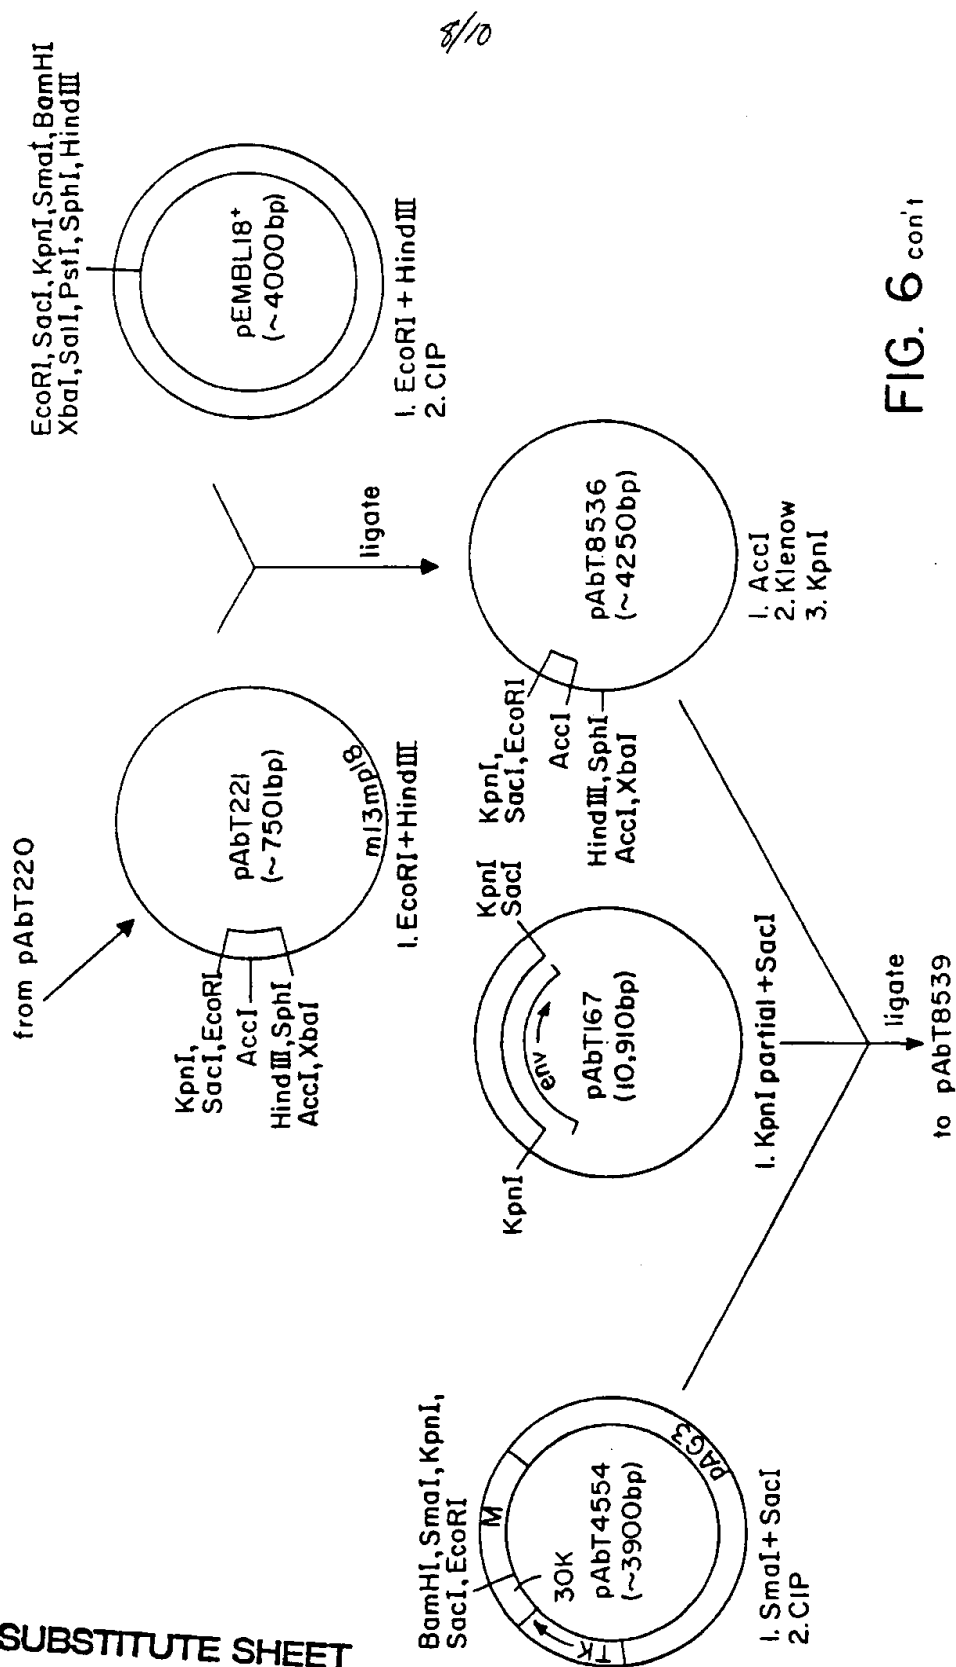 8/10
from pAbT220
KpnI,
SacI,EcoRI
AccI
HindIII,SphI
AccI,XbaI
pAbT221
(~7501bp)
m13mp18
1. EcoRI+HindIII
EcoRI,SacI,KpnI,SmaI,BamHI
XbaI,SalI,PstI,SphI,HindIII
pEMBL18+
(~4000bp)
1. EcoRI + HindIII
2. CIP
ligate
BamHI,SmaI,KpnI,
SacI,EcoRI
M
30K
TK
pAbT4554
(~3900bp)
pAG3
1. SmaI+SacI
2. CIP
KpnI
KpnI
SacI
env
pAbT167
(10,910bp)
1. KpnI partial +SacI
KpnI,
SacI,EcoRI
AccI
HindIII,SphI
AccI,XbaI
pAbT8536
(~4250bp)
1. AccI
2. Klenow
3. KpnI
ligate
to pAbT8539
FIG. 6 con't
SUBSTITUTE SHEET